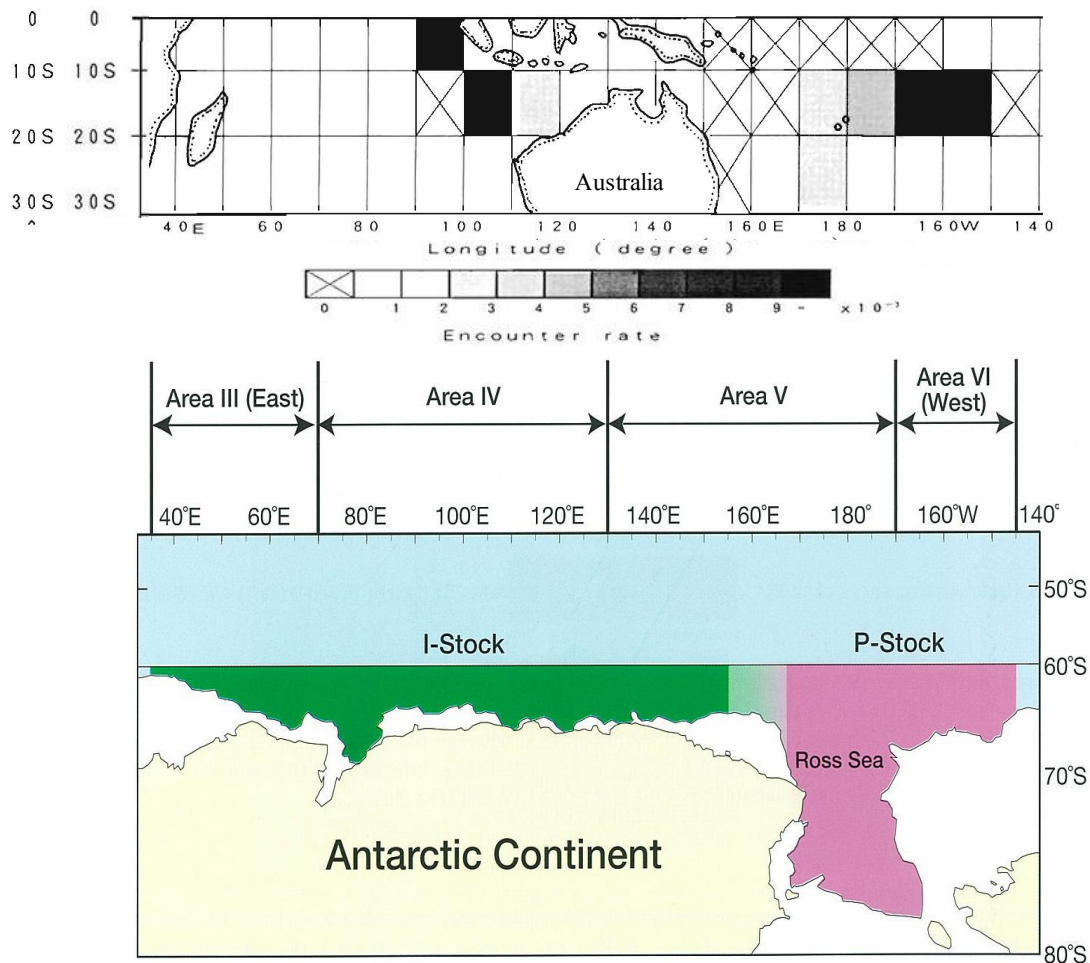 0 0
10S 10S
20S 20S
30S 30S
Australia
40E 60 80 100 120 140 160E 180 160W 140
Longitude (degree)
0 1 2 3 4 5 6 7 8 9 - x10⁻³
Encounter rate
Area III (East) Area IV Area V Area VI (West)
40°E 60°E 80°E 100°E 120°E 140°E 160°E 180° 160°W 140°
50°S
I-Stock P-Stock
60°S
Ross Sea
70°S
Antarctic Continent
80°S